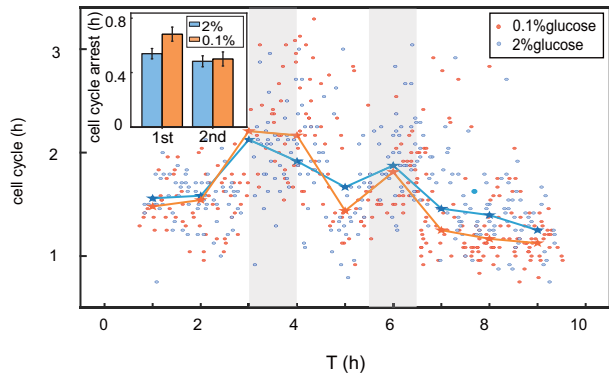 3
2
1
cell cycle (h)
0.8
0.4
0
cell cycle arrest (h)
2%
0.1%
1st 2nd
0.1%glucose
2%glucose
0 2 4 6 8 10
T (h)